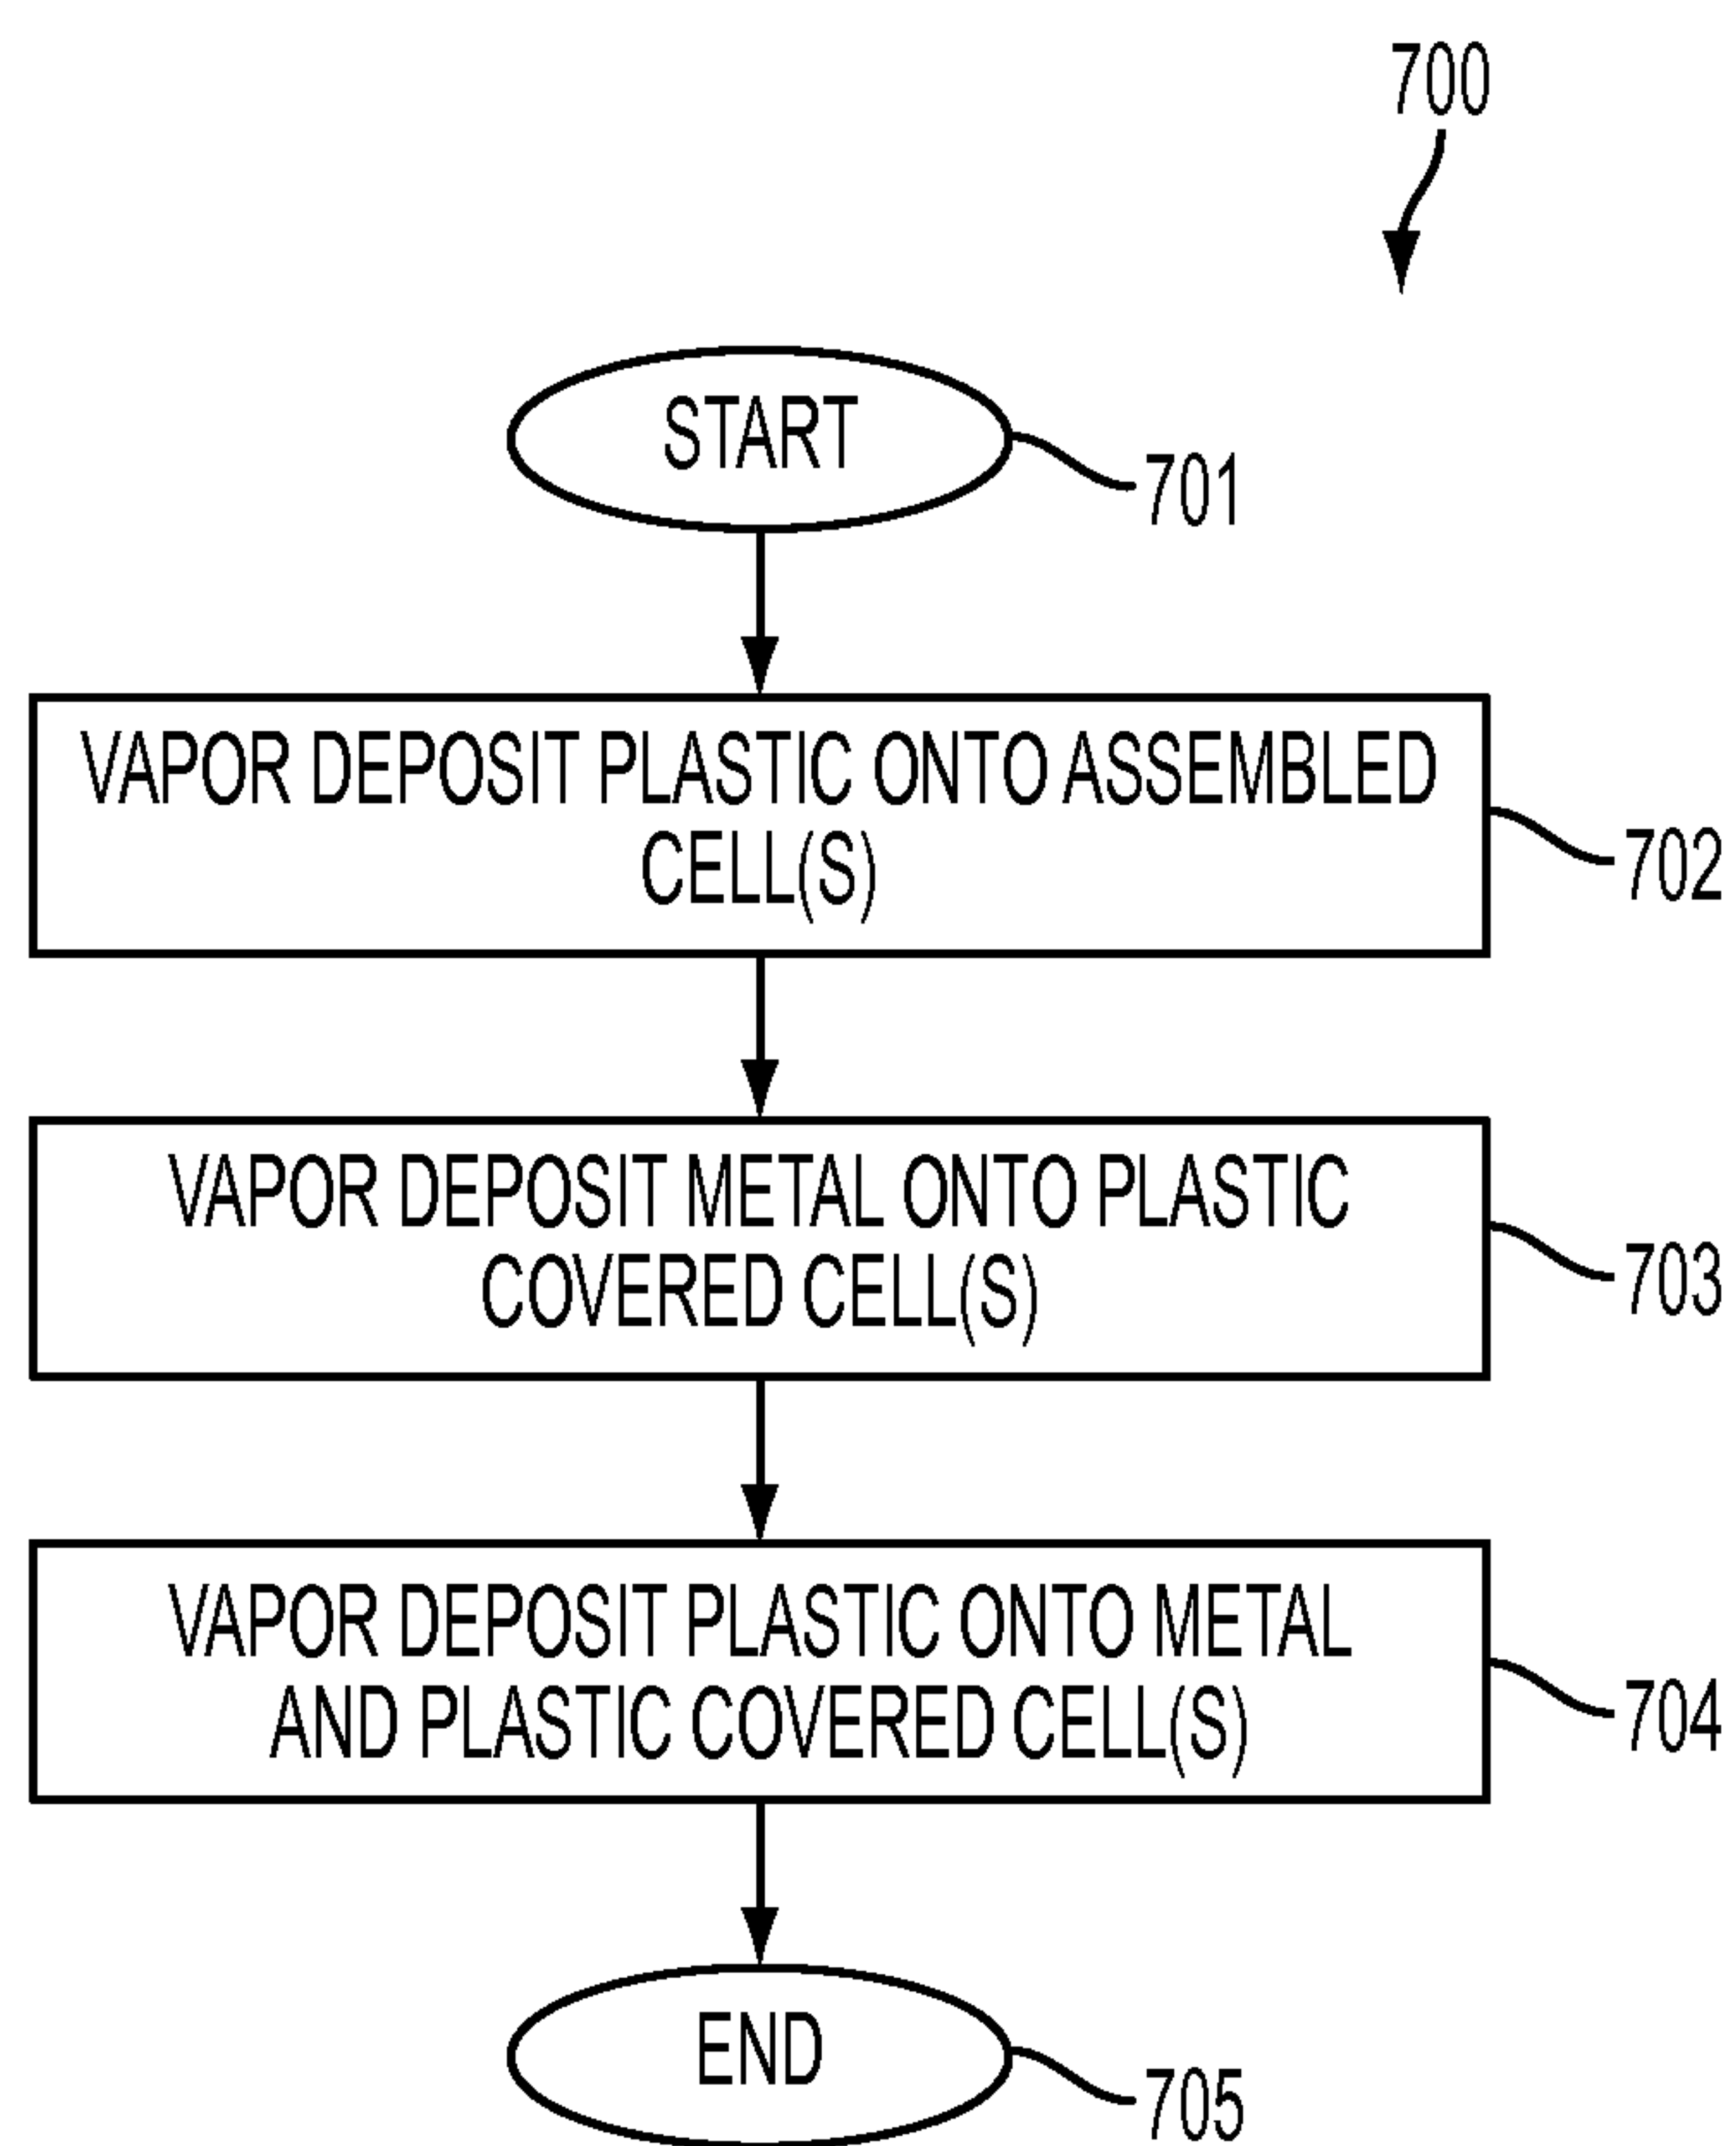 700
START
701
VAPOR DEPOSIT PLASTIC ONTO ASSEMBLED
CELL(S)
702
VAPOR DEPOSIT METAL ONTO PLASTIC
COVERED CELL(S)
703
VAPOR DEPOSIT PLASTIC ONTO METAL
AND PLASTIC COVERED CELL(S)
704
END
705